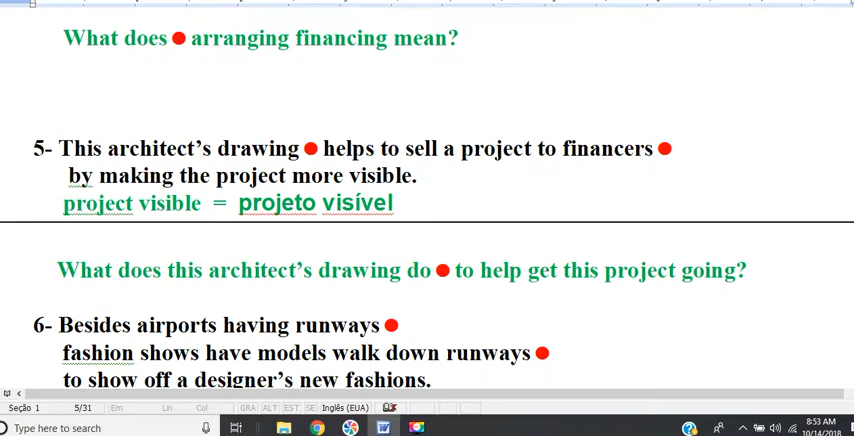 What does ● arranging financing mean?
5- This architect's drawing ● helps to sell a project to financers ●
by making the project more visible.
project visible = projeto visível
What does this architect's drawing do ● to help get this project going?
6- Besides airports having runways ●
fashion shows have models walk down runways ●
to show off a designer's new fashions.
Seção 1 5/31 Em Lin Col GRA ALT EST SE Inglês (EUA)
Type here to search 8:53 AM
10/14/2018